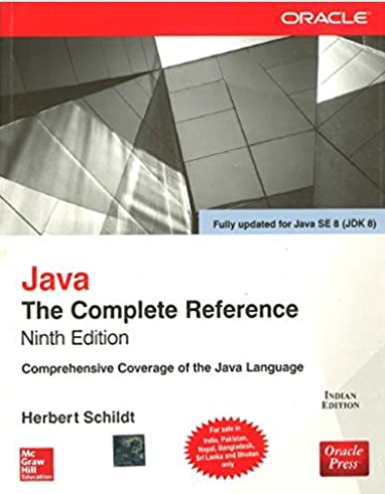 ORACLE®
Fully updated for Java SE 8 (JDK 8)
Java
The Complete Reference
Ninth Edition
Comprehensive Coverage of the Java Language
INDIAN
EDITION
Herbert Schildt
For sale in
India, Pakistan,
Nepal, Bangladesh,
Sri Lanka and Bhutan
only
Mc
Graw
Hill
Education
Oracle
Press™